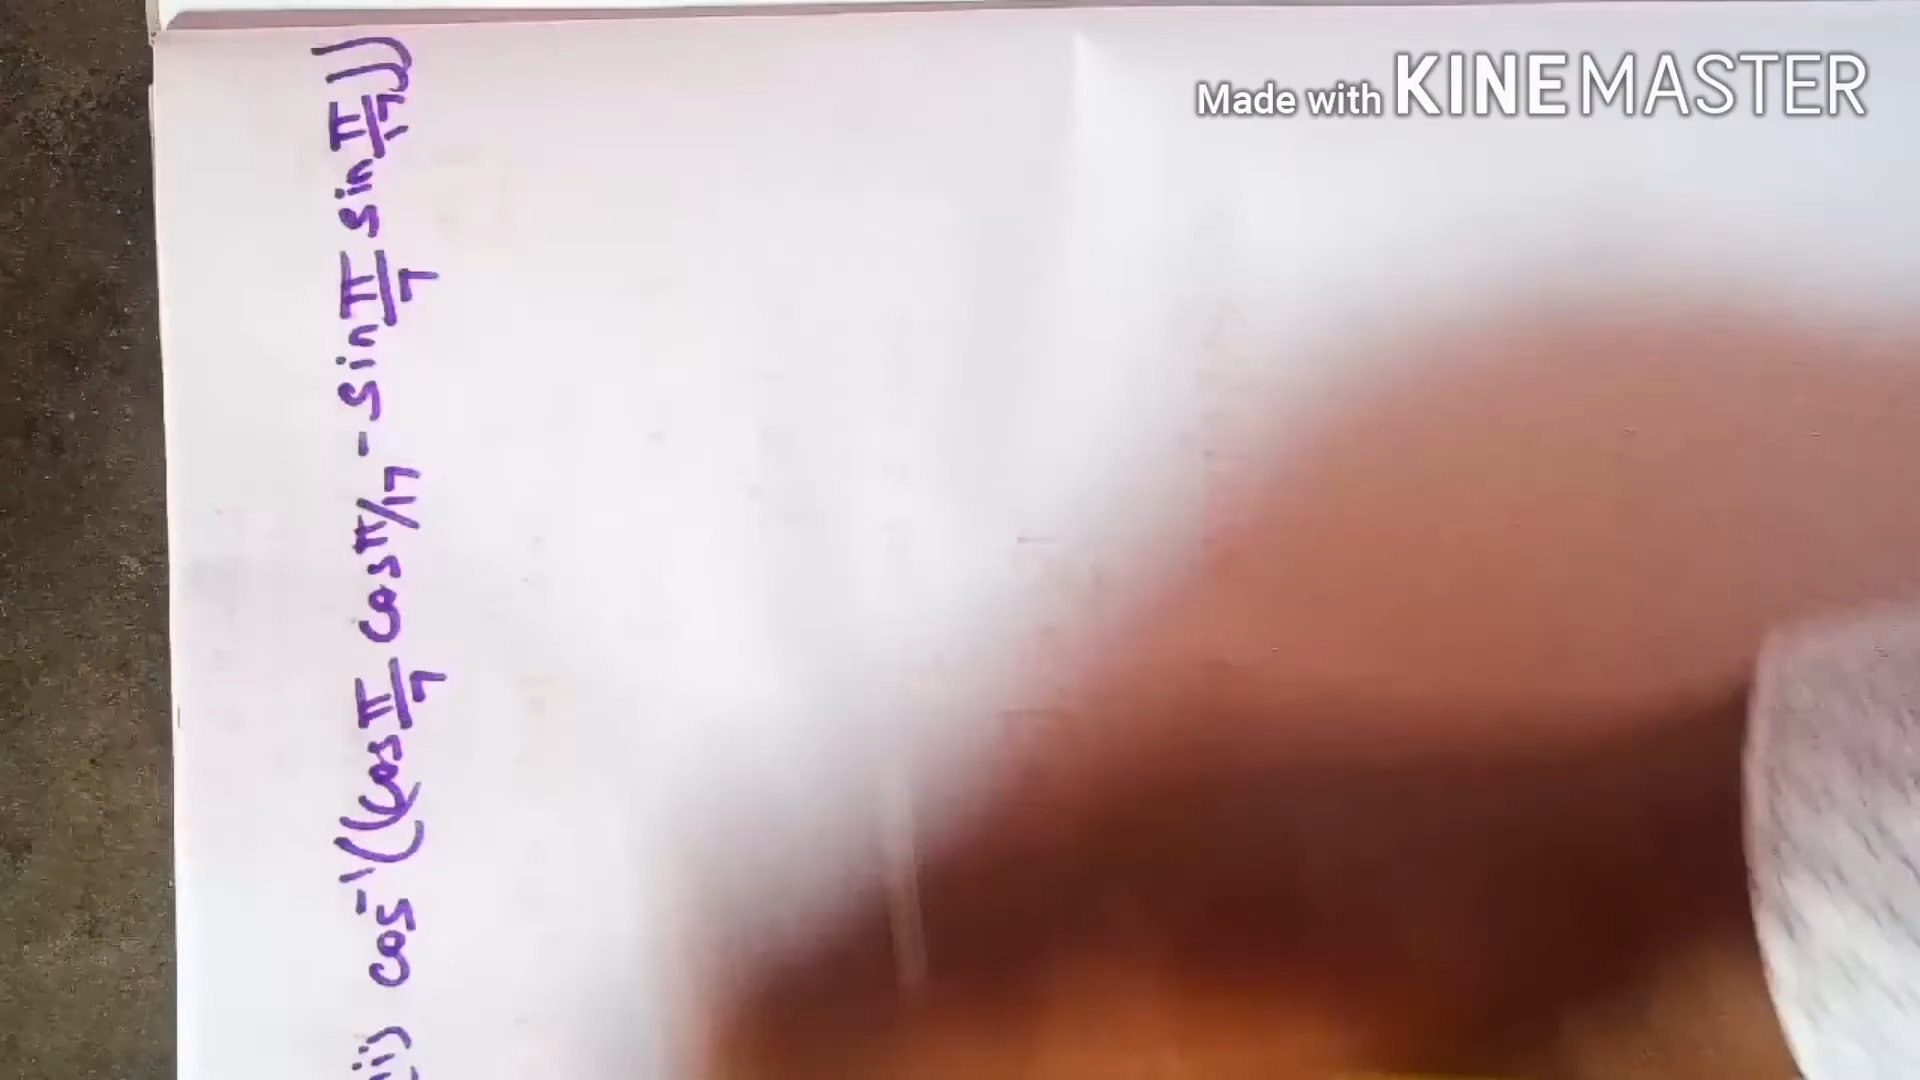 Made with KINEMASTER
ii) cos⁻¹(cos π/7 cos π/17 - sin π/7 sin π/17)